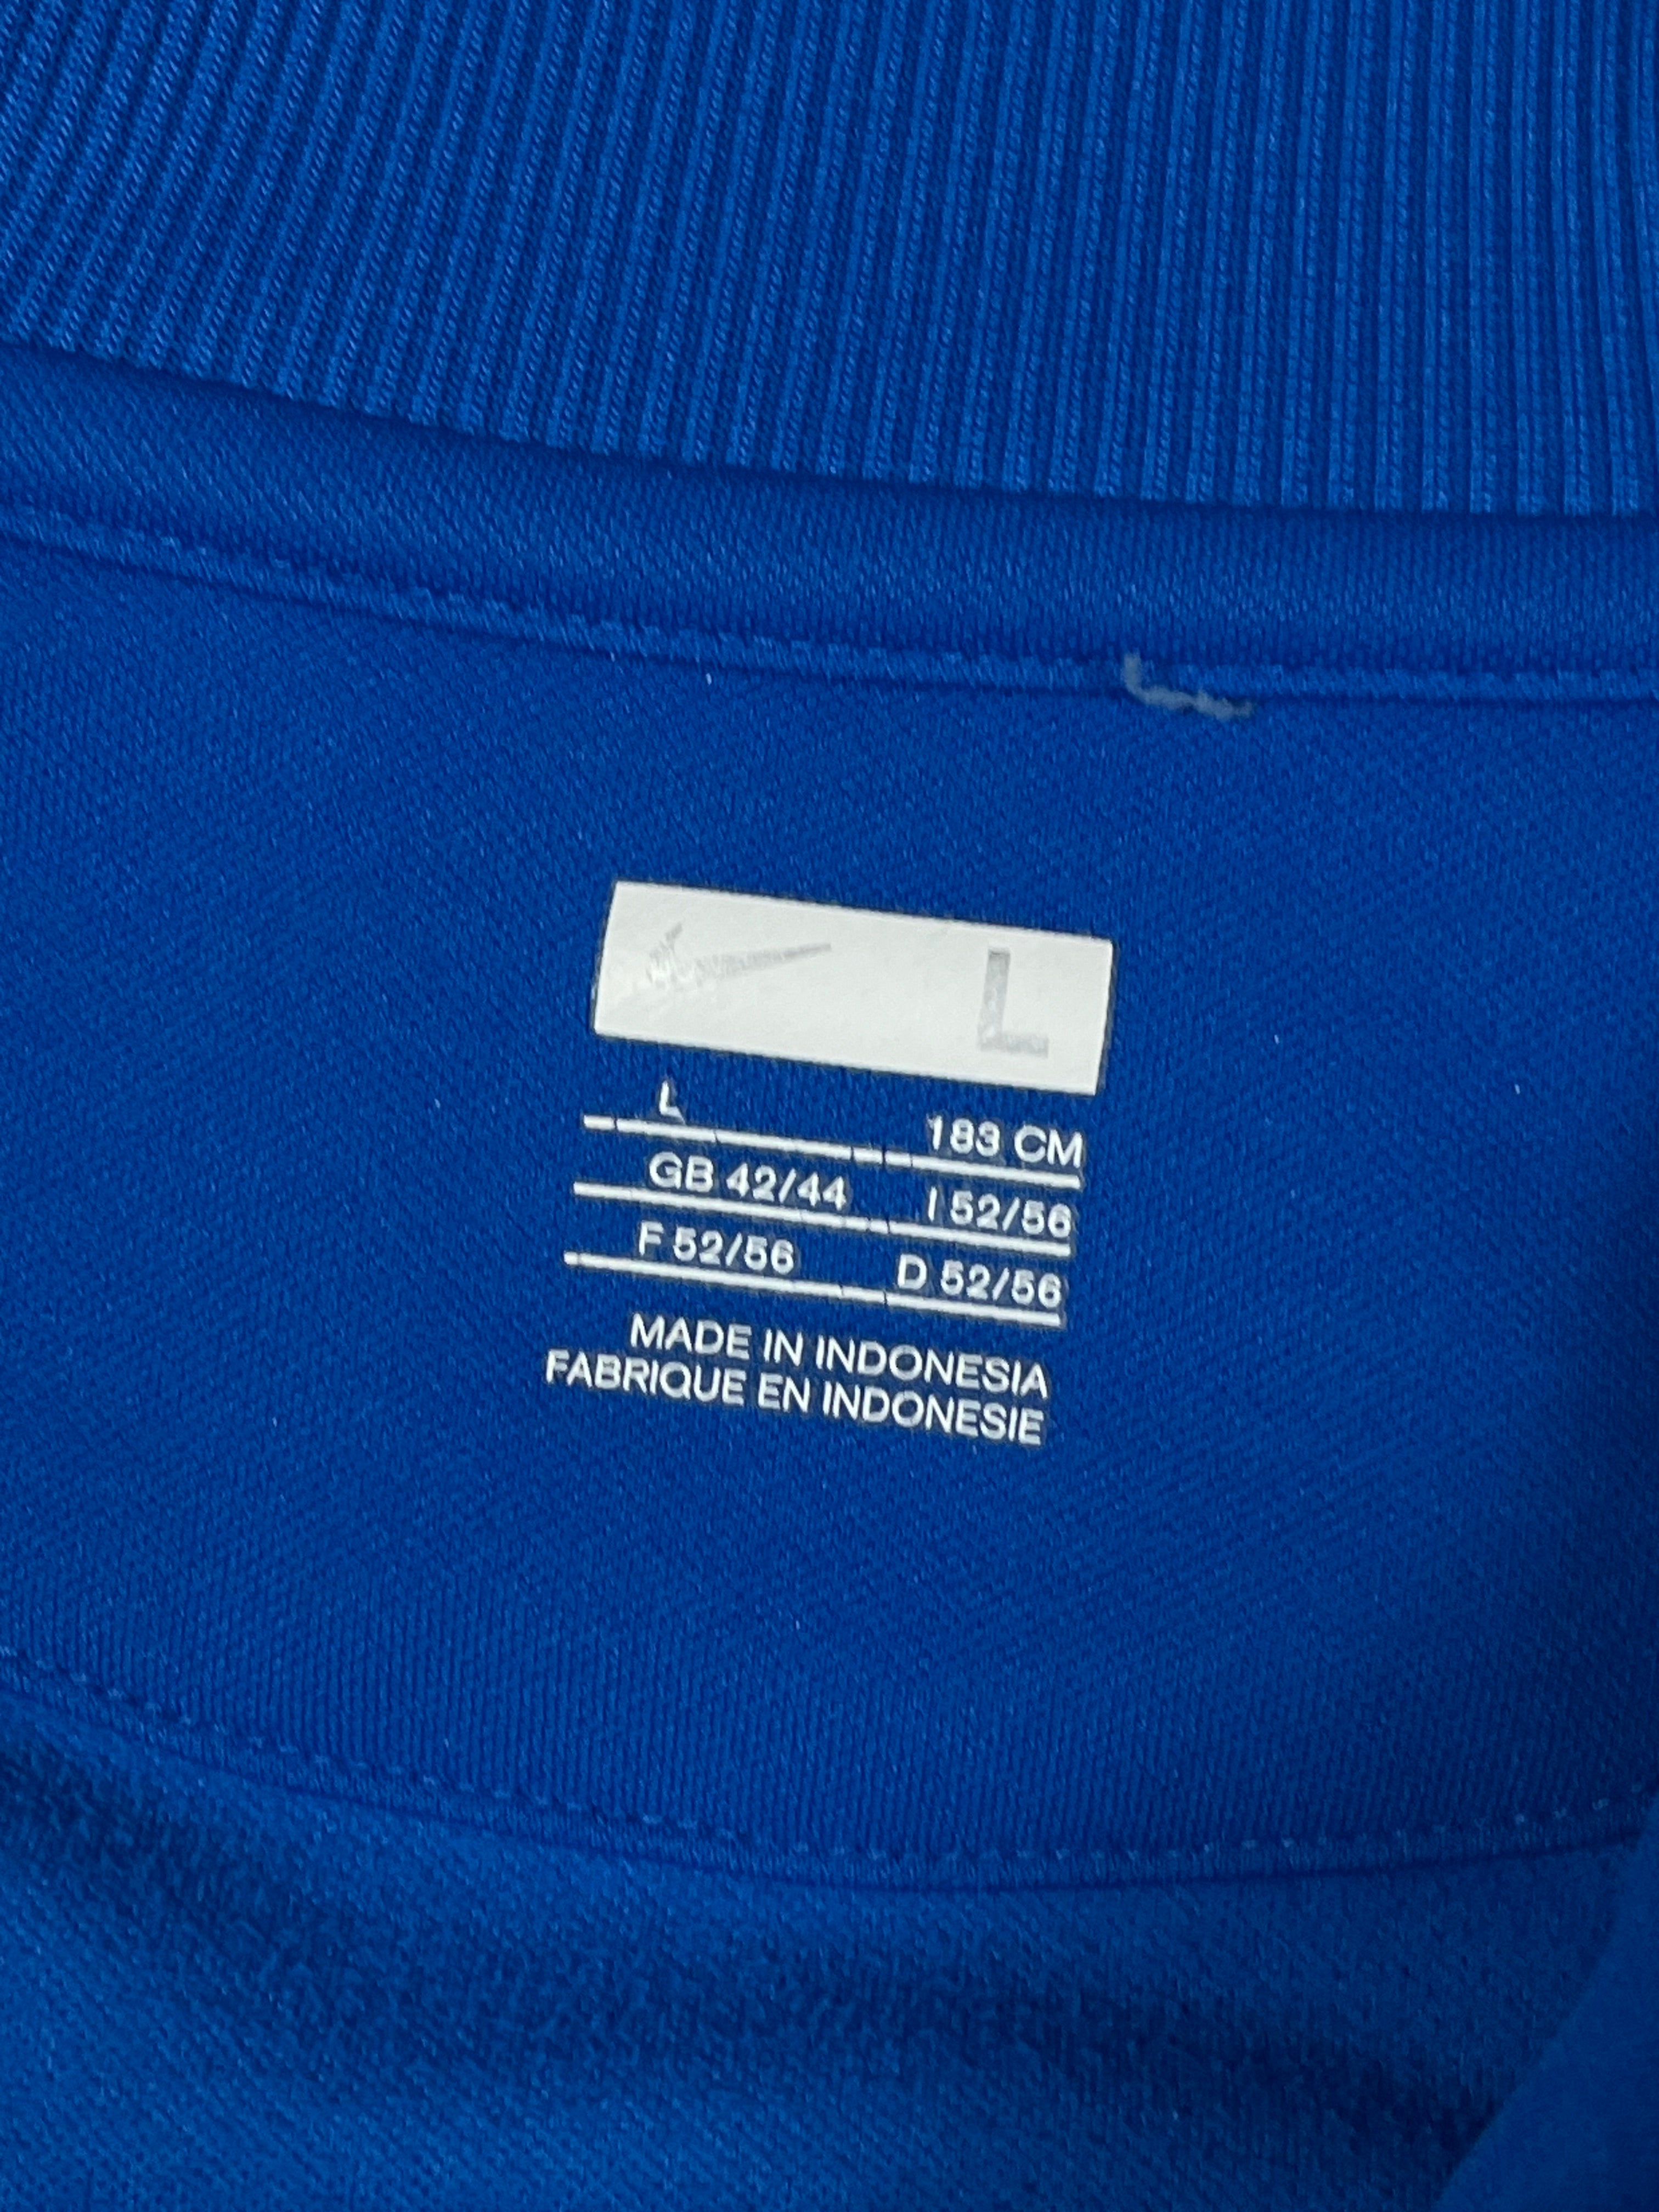 L
L 183 CM
GB 42/44 I 52/56
F 52/56 D 52/56
MADE IN INDONESIA
FABRIQUE EN INDONESIE